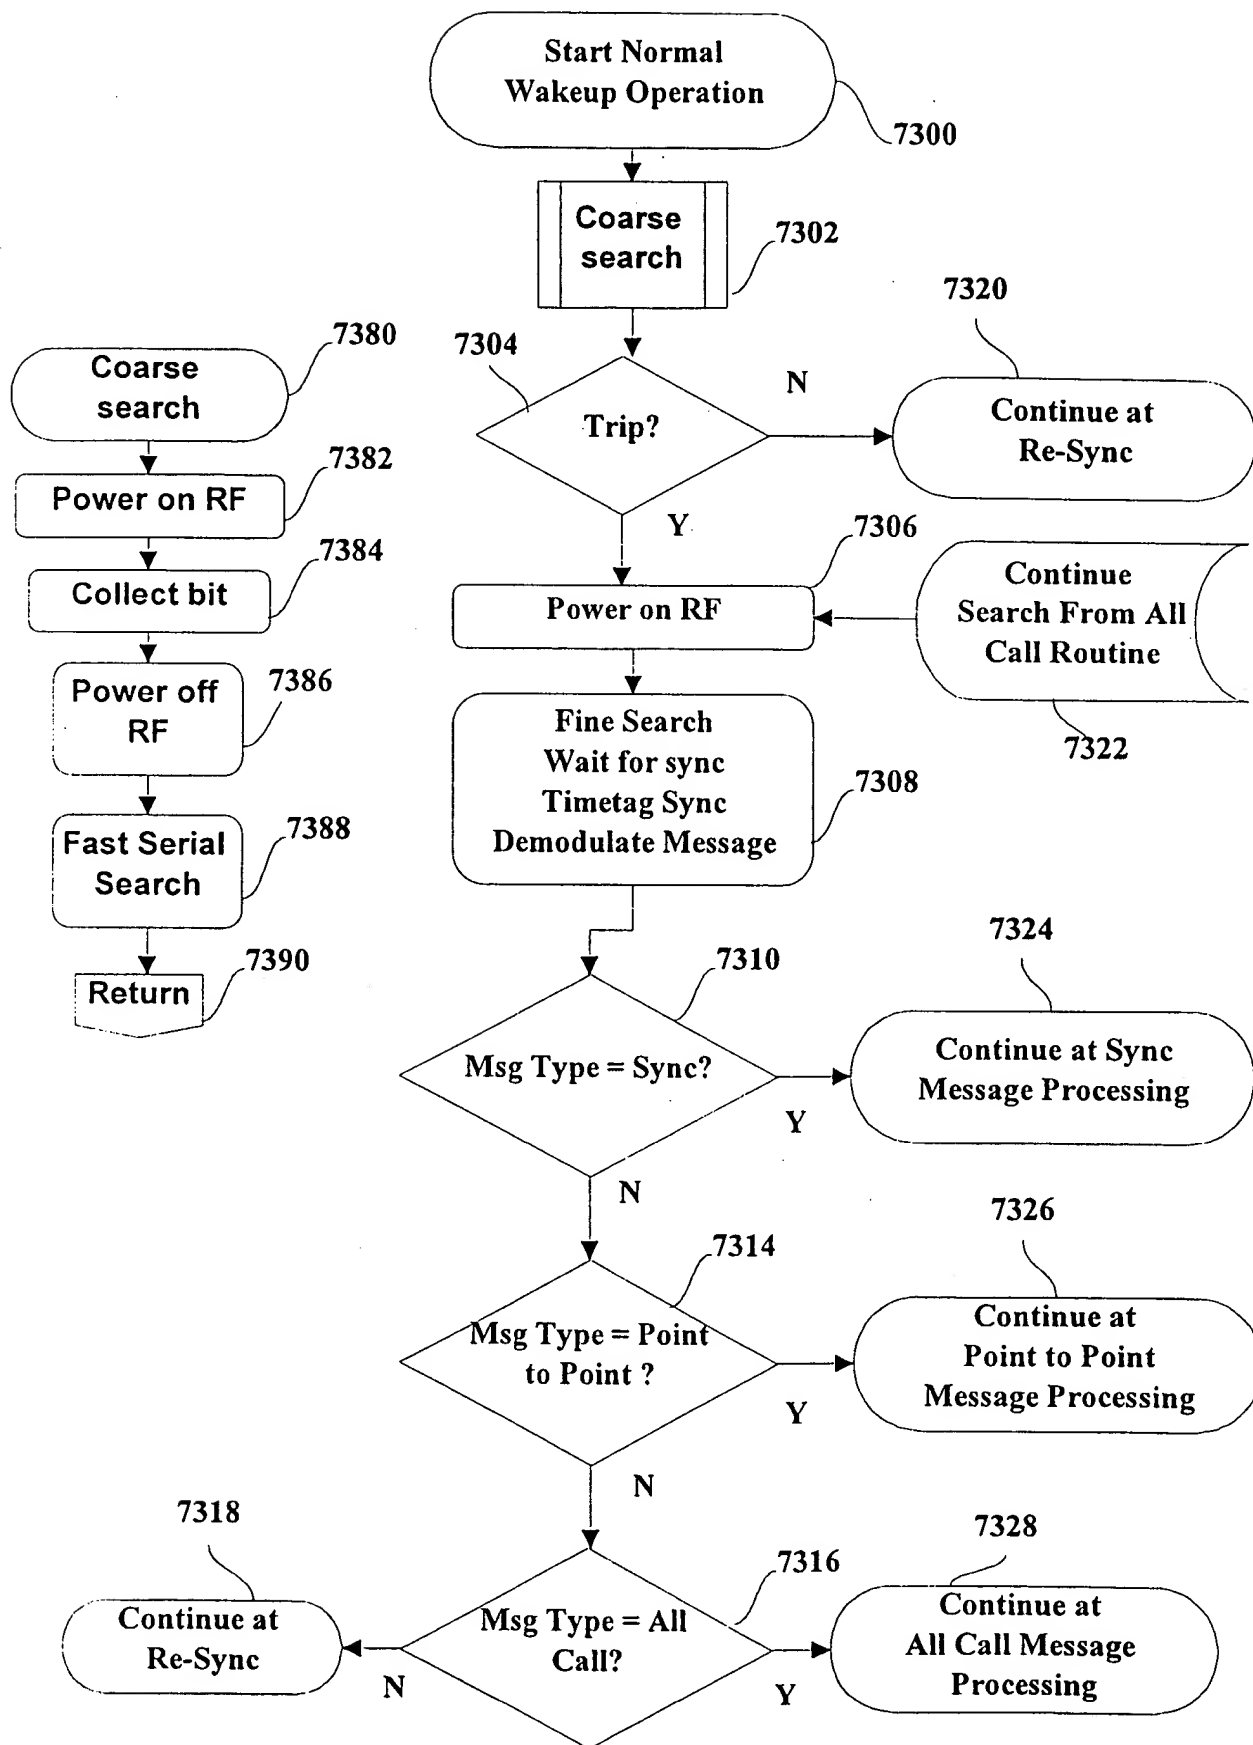 Start Normal
Wakeup Operation
7300
Coarse
search
7302
7304
Trip?
N
7320
Continue at
Re-Sync
Y
7306
Power on RF
Continue
Search From All
Call Routine
7322
Fine Search
Wait for sync
Timetag Sync
Demodulate Message
7308
7310
Msg Type = Sync?
Y
7324
Continue at Sync
Message Processing
N
7314
Msg Type = Point
to Point ?
Y
7326
Continue at
Point to Point
Message Processing
N
7316
Msg Type = All
Call?
Y
7328
Continue at
All Call Message
Processing
N
7318
Continue at
Re-Sync
7380
Coarse
search
7382
Power on RF
7384
Collect bit
7386
Power off
RF
7388
Fast Serial
Search
7390
Return